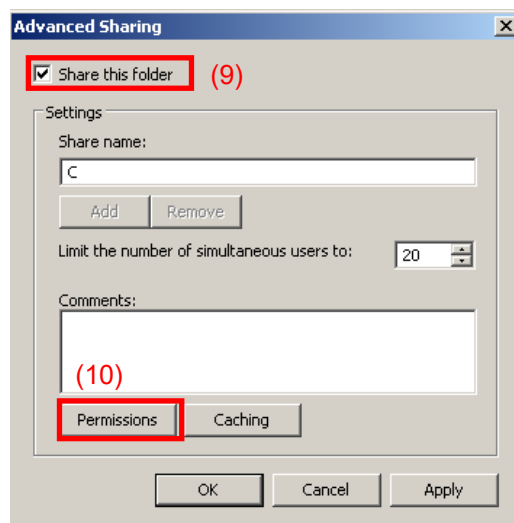 Advanced Sharing
Share this folder (9)
Settings
Share name:
C
Add Remove
Limit the number of simultaneous users to: 20
Comments:
(10)
Permissions Caching
OK Cancel Apply